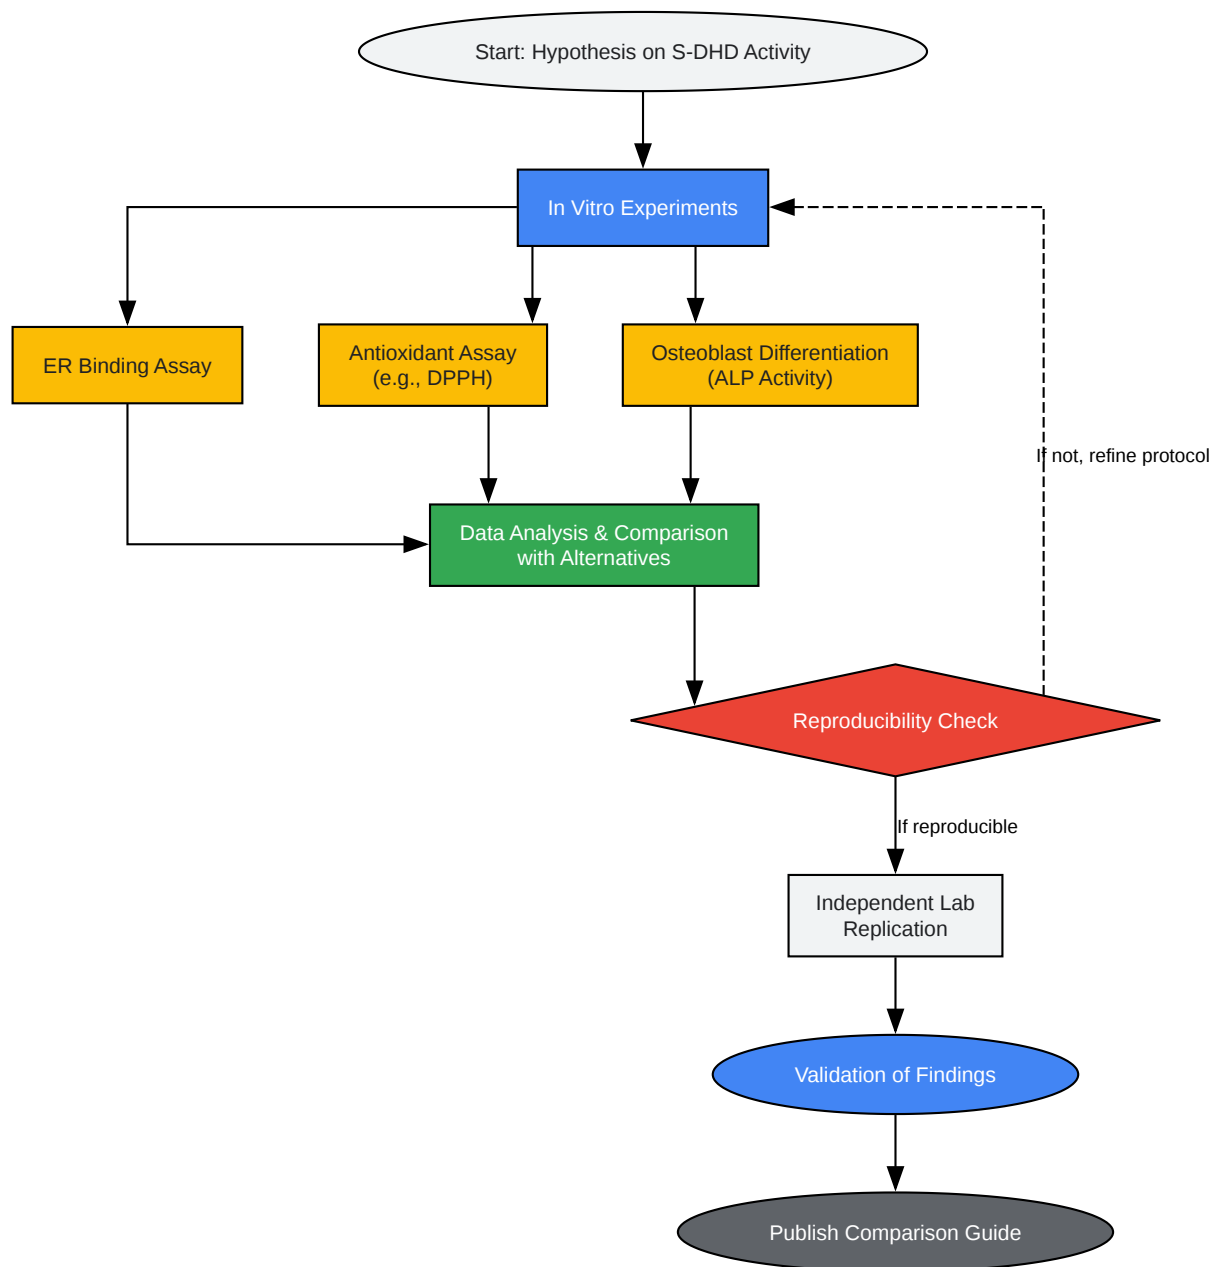 Start: Hypothesis on S-DHD Activity
In Vitro Experiments
ER Binding Assay
Antioxidant Assay
(e.g., DPPH)
Osteoblast Differentiation
(ALP Activity)
If not, refine protocol
Data Analysis & Comparison
with Alternatives
Reproducibility Check
If reproducible
Independent Lab
Replication
Validation of Findings
Publish Comparison Guide